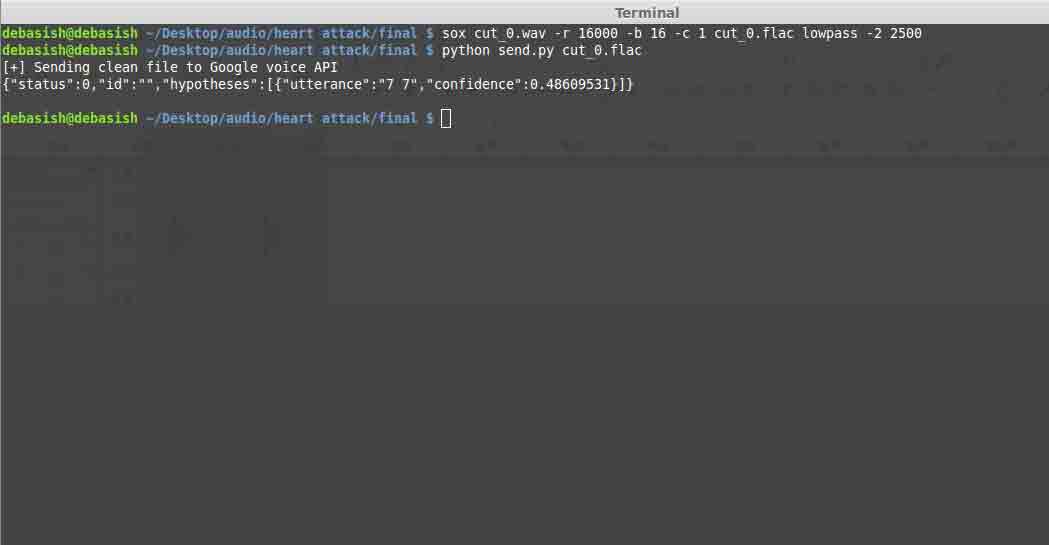 Terminal
debasish@debasish ~/Desktop/audio/heart attack/final $ sox cut_0.wav -r 16000 -b 16 -c 1 cut_0.flac lowpass -2 2500
debasish@debasish ~/Desktop/audio/heart attack/final $ python send.py cut_0.flac
[+] Sending clean file to Google voice API
{"status":0,"id":"","hypotheses":[{"utterance":"7 7","confidence":0.48609531}]}
debasish@debasish ~/Desktop/audio/heart attack/final $